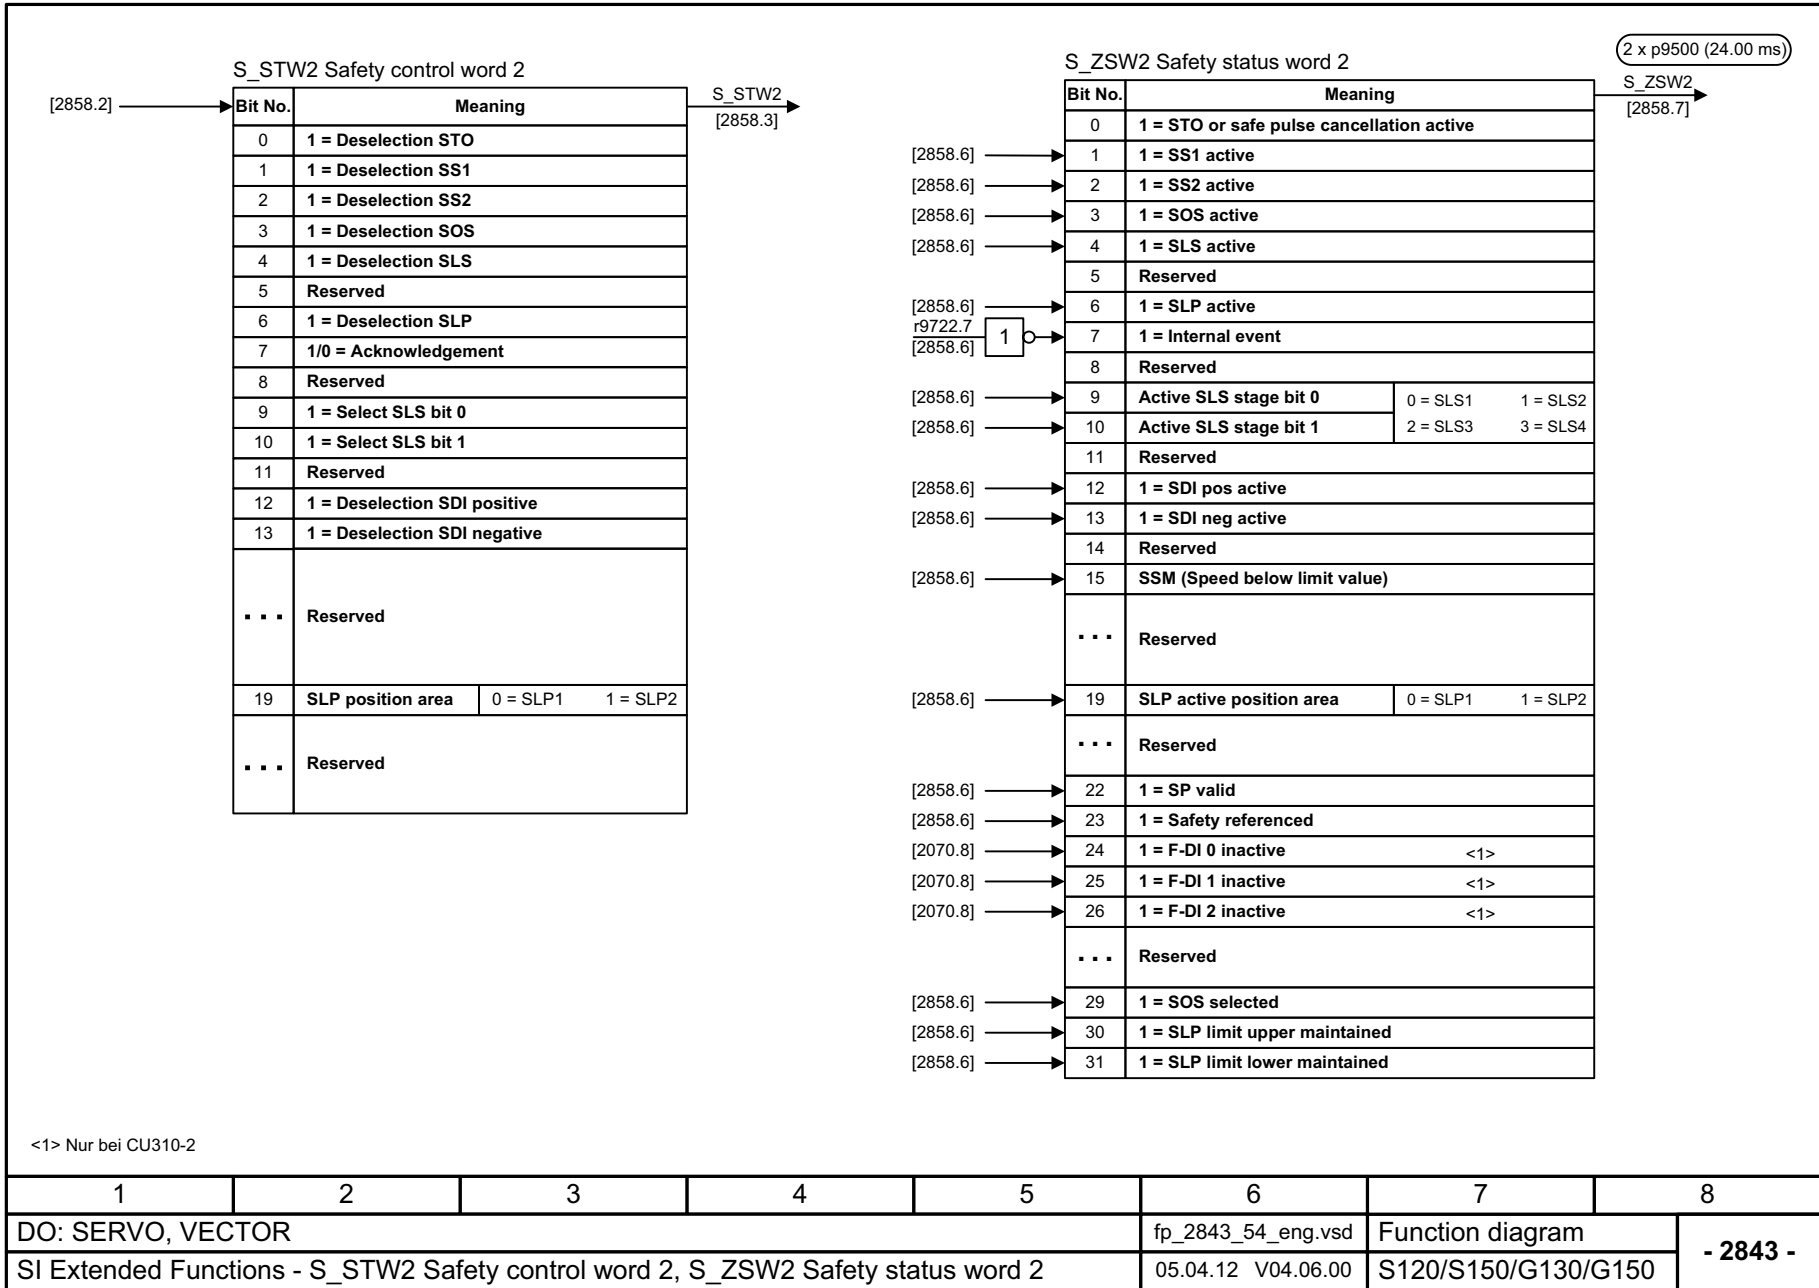 2 x p9500 (24.00 ms)
S_STW2 Safety control word 2
[2858.2]
Bit No. Meaning
S_STW2
[2858.3]
0 1 = Deselection STO
1 1 = Deselection SS1
2 1 = Deselection SS2
3 1 = Deselection SOS
4 1 = Deselection SLS
5 Reserved
6 1 = Deselection SLP
7 1/0 = Acknowledgement
8 Reserved
9 1 = Select SLS bit 0
10 1 = Select SLS bit 1
11 Reserved
12 1 = Deselection SDI positive
13 1 = Deselection SDI negative
... Reserved
19 SLP position area 0 = SLP1 1 = SLP2
... Reserved
S_ZSW2 Safety status word 2
Bit No. Meaning
S_ZSW2
[2858.7]
0 1 = STO or safe pulse cancellation active
[2858.6] 1 1 = SS1 active
[2858.6] 2 1 = SS2 active
[2858.6] 3 1 = SOS active
[2858.6] 4 1 = SLS active
5 Reserved
[2858.6] 6 1 = SLP active
r9722.7
[2858.6] 1 7 1 = Internal event
8 Reserved
[2858.6] 9 Active SLS stage bit 0 0 = SLS1 1 = SLS2
[2858.6] 10 Active SLS stage bit 1 2 = SLS3 3 = SLS4
11 Reserved
[2858.6] 12 1 = SDI pos active
[2858.6] 13 1 = SDI neg active
14 Reserved
[2858.6] 15 SSM (Speed below limit value)
... Reserved
[2858.6] 19 SLP active position area 0 = SLP1 1 = SLP2
... Reserved
[2858.6] 22 1 = SP valid
[2858.6] 23 1 = Safety referenced
[2070.8] 24 1 = F-DI 0 inactive <1>
[2070.8] 25 1 = F-DI 1 inactive <1>
[2070.8] 26 1 = F-DI 2 inactive <1>
... Reserved
[2858.6] 29 1 = SOS selected
[2858.6] 30 1 = SLP limit upper maintained
[2858.6] 31 1 = SLP limit lower maintained
<1> Nur bei CU310-2
1 2 3 4 5 6 7 8
DO: SERVO, VECTOR fp_2843_54_eng.vsd Function diagram
- 2843 -
SI Extended Functions - S_STW2 Safety control word 2, S_ZSW2 Safety status word 2 05.04.12 V04.06.00 S120/S150/G130/G150